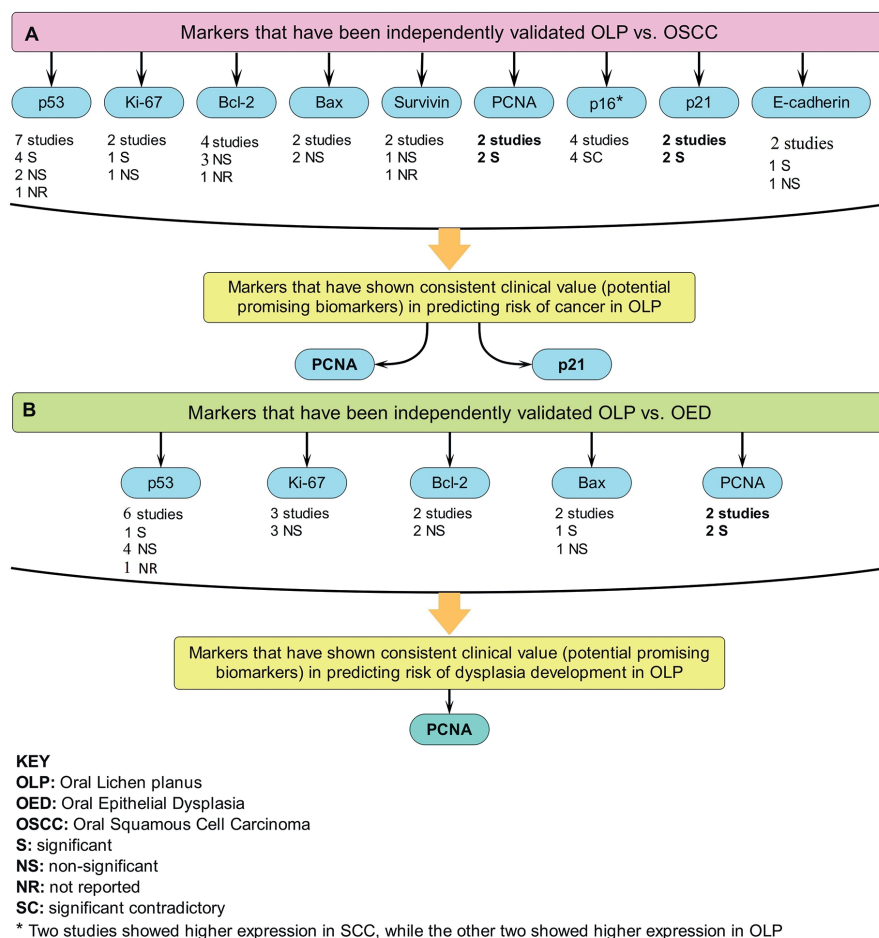 A
Markers that have been independently validated OLP vs. OSCC
p53
Ki-67
Bcl-2
Bax
Survivin
PCNA
p16*
p21
E-cadherin
7 studies
4 S
2 NS
1 NR
2 studies
1 S
1 NS
4 studies
3 NS
1 NR
2 studies
2 NS
2 studies
1 NS
1 NR
2 studies
2 S
4 studies
4 SC
2 studies
2 S
2 studies
1 S
1 NS
Markers that have shown consistent clinical value (potential
promising biomarkers) in predicting risk of cancer in OLP
PCNA
p21
B
Markers that have been independently validated OLP vs. OED
p53
Ki-67
Bcl-2
Bax
PCNA
6 studies
1 S
4 NS
1 NR
3 studies
3 NS
2 studies
2 NS
2 studies
1 S
1 NS
2 studies
2 S
Markers that have shown consistent clinical value (potential promising
biomarkers) in predicting risk of dysplasia development in OLP
PCNA
KEY
OLP: Oral Lichen planus
OED: Oral Epithelial Dysplasia
OSCC: Oral Squamous Cell Carcinoma
S: significant
NS: non-significant
NR: not reported
SC: significant contradictory
* Two studies showed higher expression in SCC, while the other two showed higher expression in OLP